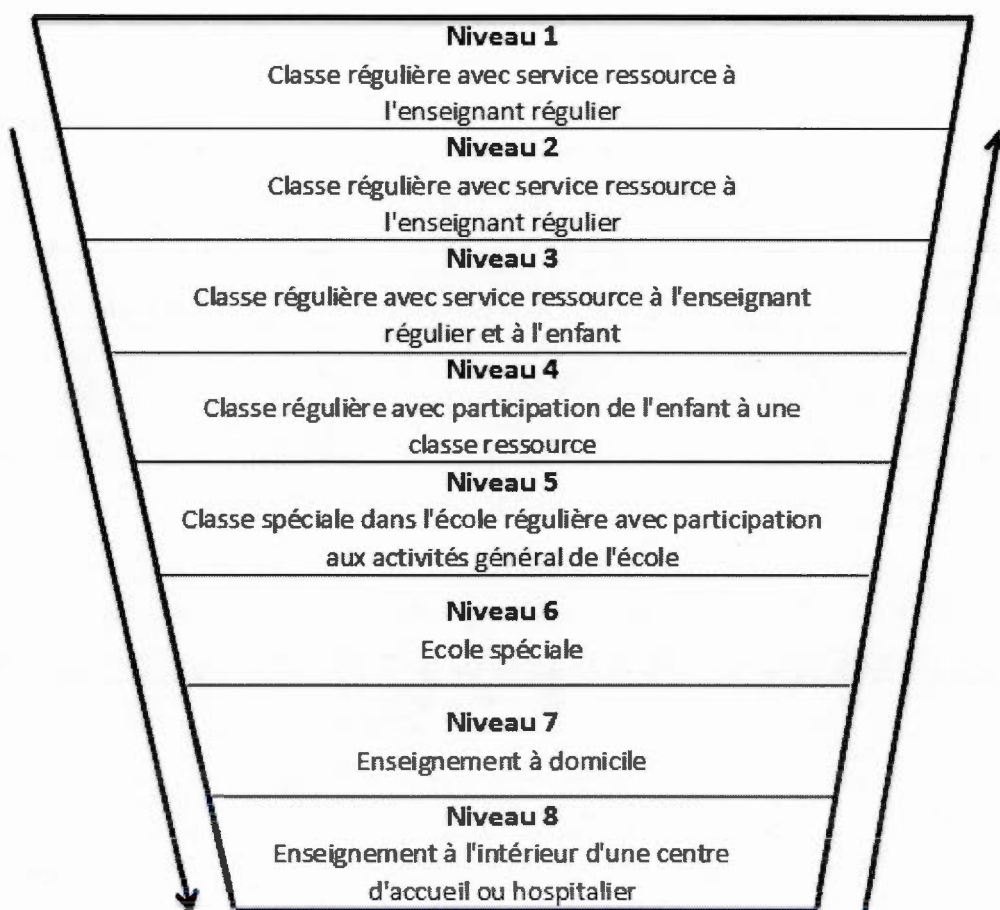 Niveau 1
Classe régulière avec service ressource à
l'enseignant régulier
Niveau 2
Classe régulière avec service ressource à
l'enseignant régulier
Niveau 3
Classe régulière avec service ressource à l'enseignant
régulier et à l'enfant
Niveau 4
Classe régulière avec participation de l'enfant à une
classe ressource
Niveau 5
Classe spéciale dans l'école régulière avec participation
aux activités général de l'école
Niveau 6
Ecole spéciale
Niveau 7
Enseignement à domicile
Niveau 8
Enseignement à l'intérieur d'une centre
d'accueil ou hospitalier